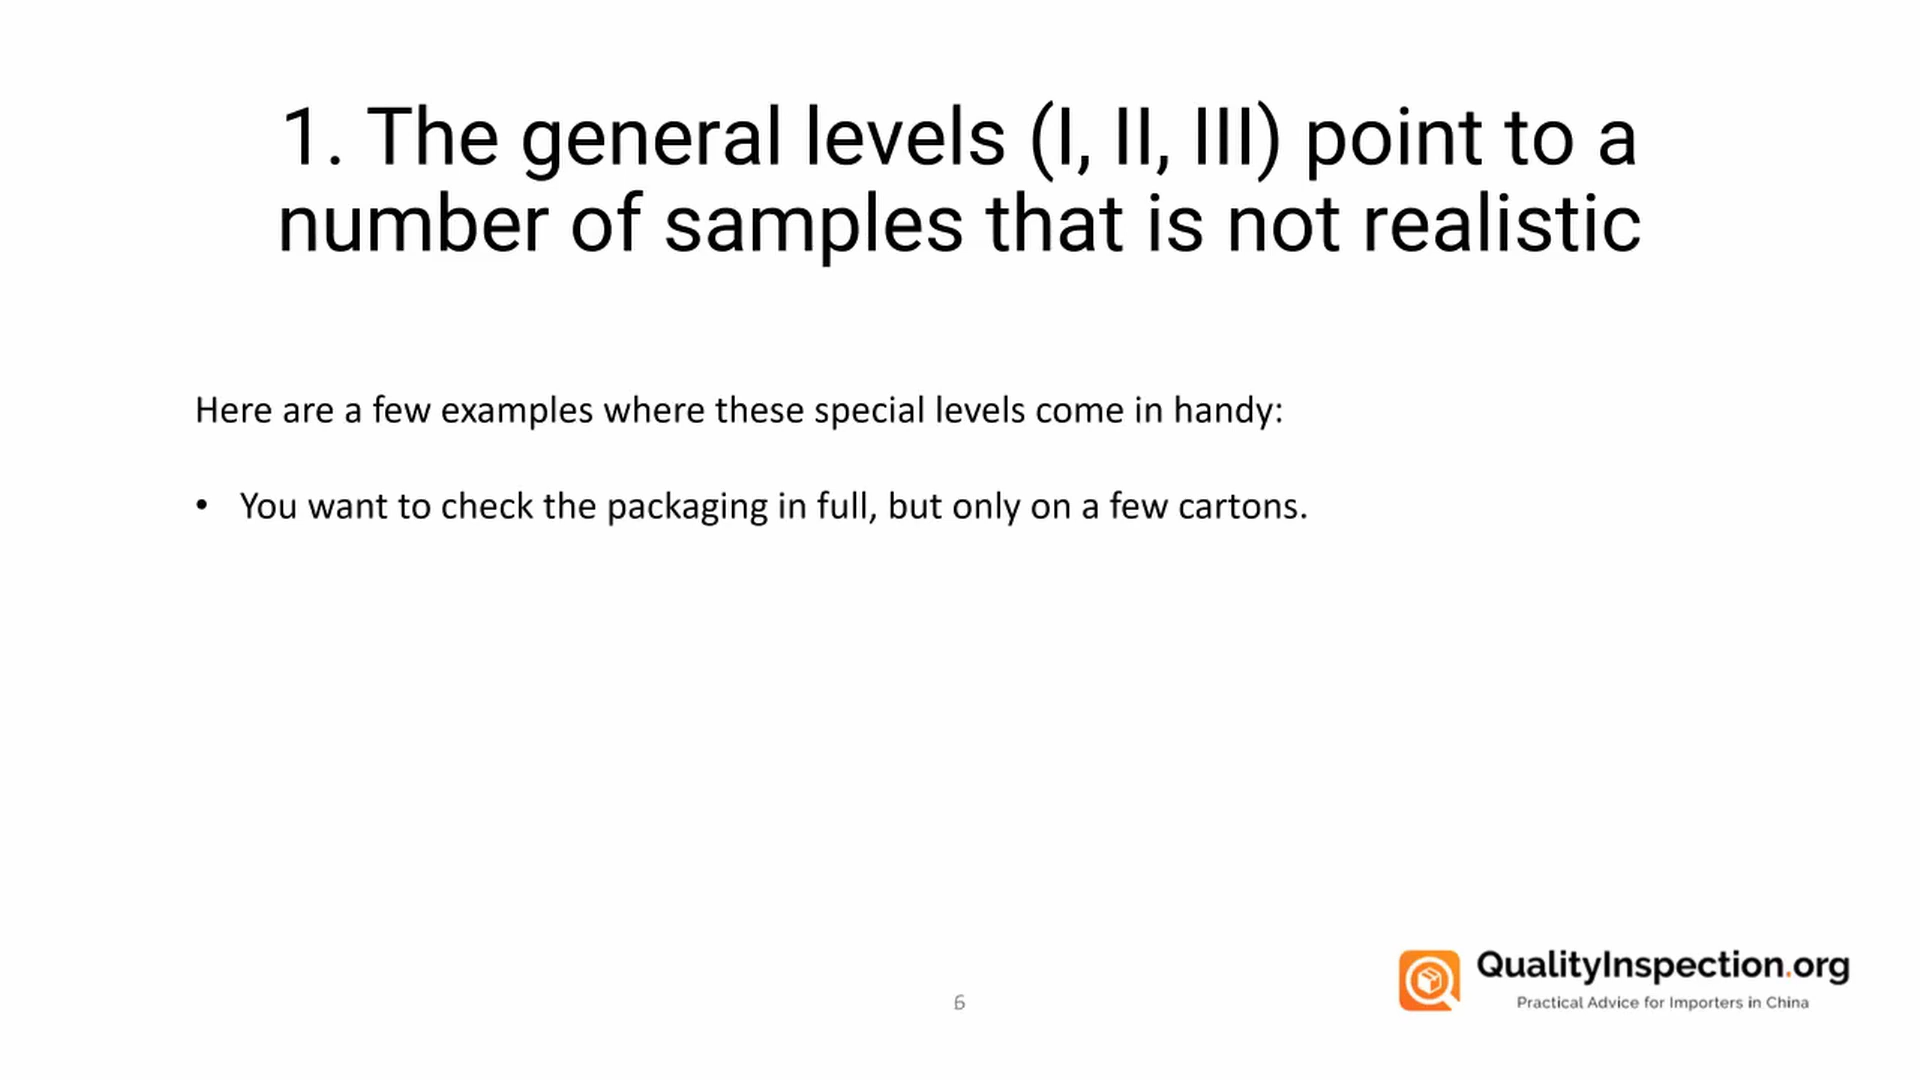 1. The general levels (I, II, III) point to a
number of samples that is not realistic
Here are a few examples where these special levels come in handy:
• You want to check the packaging in full, but only on a few cartons.
6
QualityInspection.org
Practical Advice for Importers in China